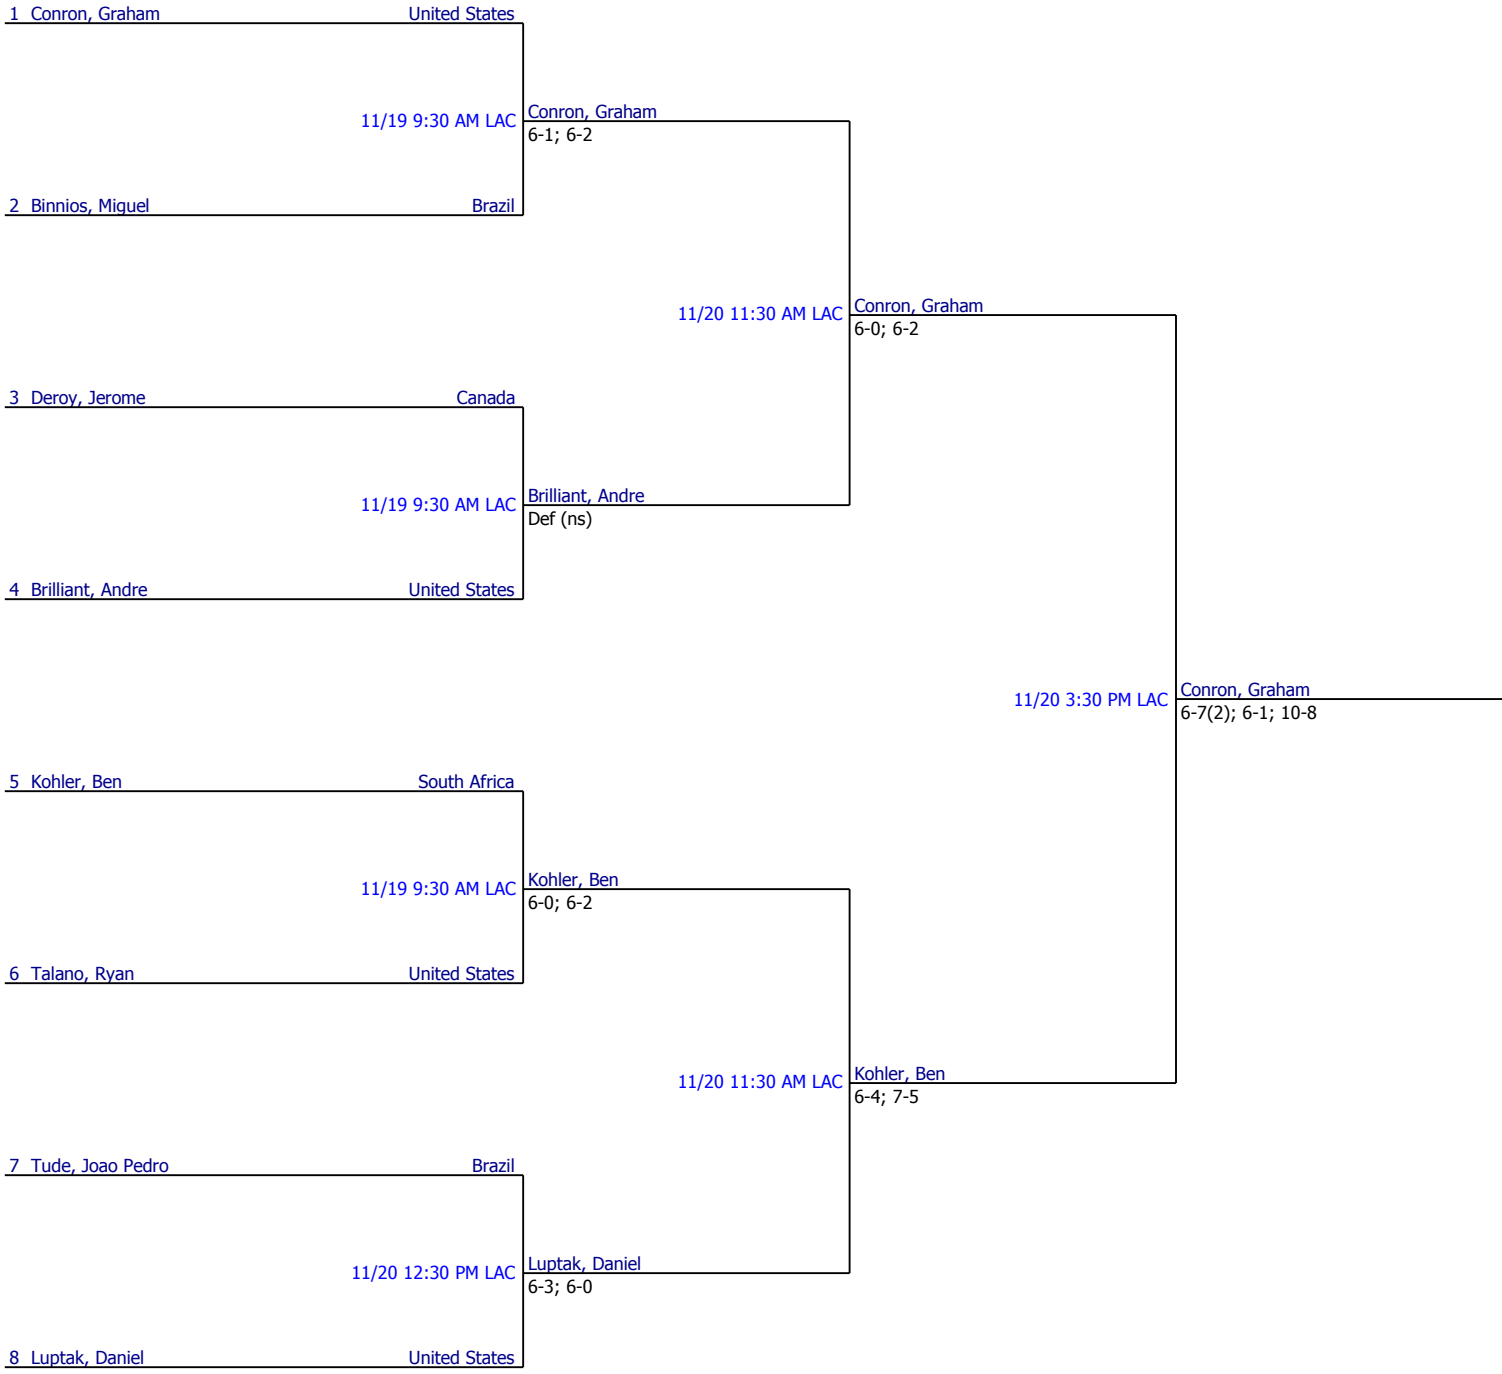 1 Conron, Graham United States
11/19 9:30 AM LAC Conron, Graham
6-1; 6-2
2 Binnios, Miguel Brazil
11/20 11:30 AM LAC Conron, Graham
6-0; 6-2
3 Deroy, Jerome Canada
11/19 9:30 AM LAC Brilliant, Andre
Def (ns)
4 Brilliant, Andre United States
11/20 3:30 PM LAC Conron, Graham
6-7(2); 6-1; 10-8
5 Kohler, Ben South Africa
11/19 9:30 AM LAC Kohler, Ben
6-0; 6-2
6 Talano, Ryan United States
11/20 11:30 AM LAC Kohler, Ben
6-4; 7-5
7 Tude, Joao Pedro Brazil
11/20 12:30 PM LAC Luptak, Daniel
6-3; 6-0
8 Luptak, Daniel United States